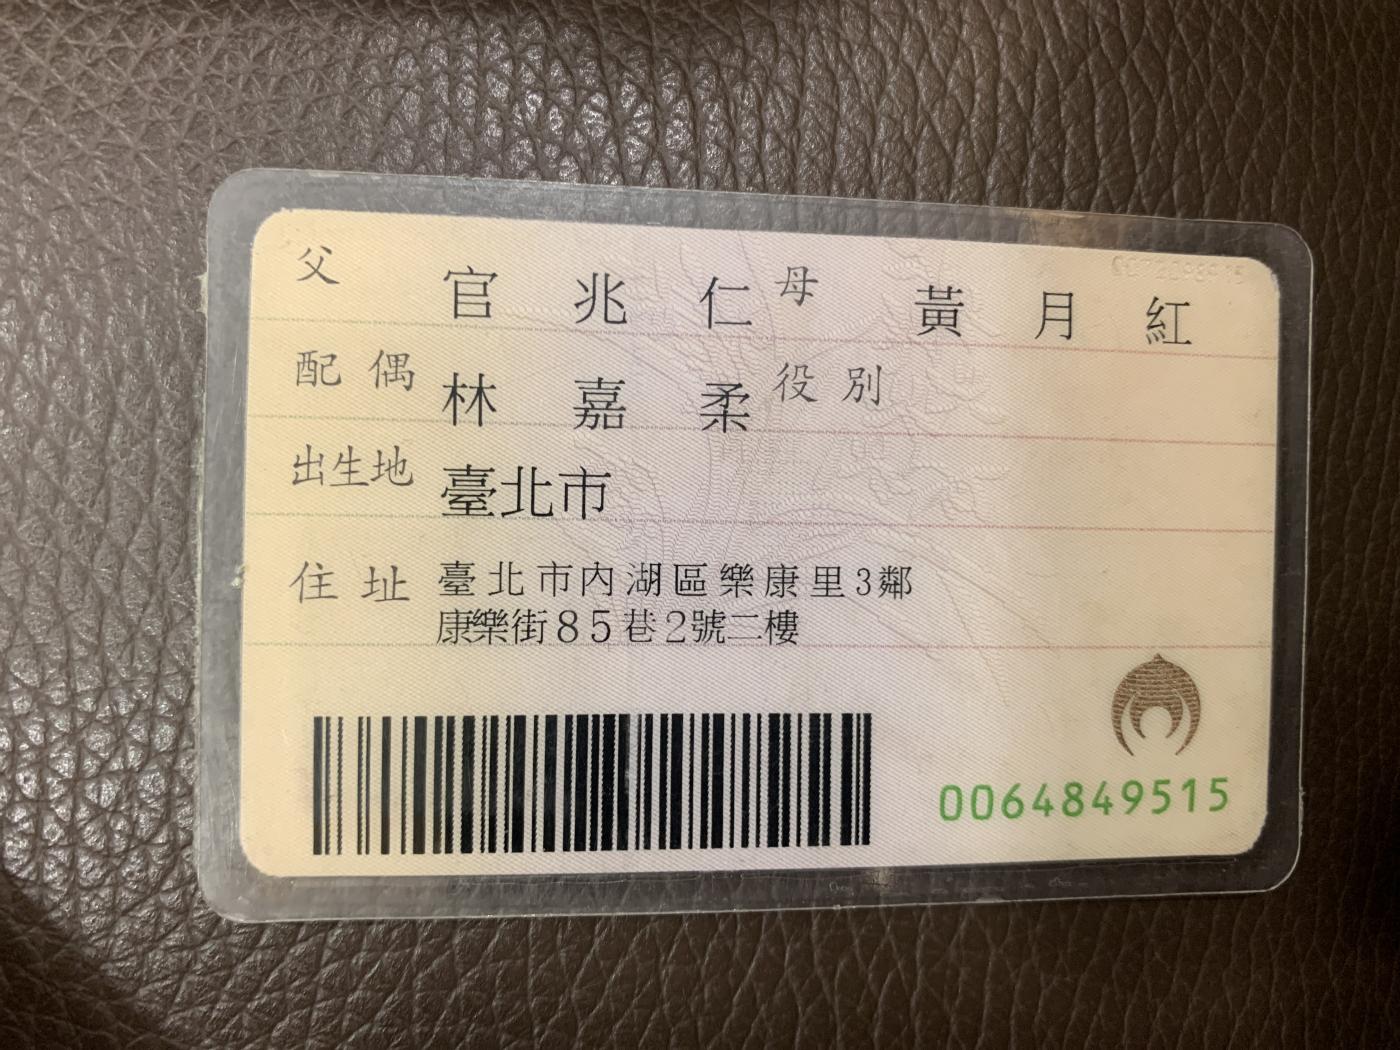 父 官兆仁 母 黃月紅
配偶 林嘉柔 役別
出生地 臺北市
住址 臺北市內湖區樂康里3鄰
康樂街85巷2號二樓
0064849515